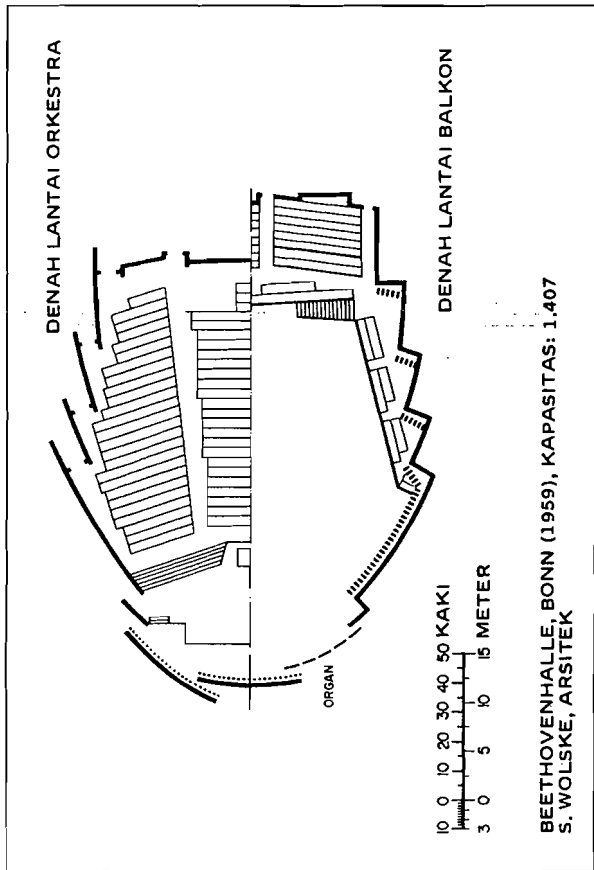 DENAH LANTAI ORKESTRA
DENAH LANTAI BALKON
ORGAN
10 0 10 20 30 40 50 KAKI
3 0 5 10 15 METER
BEETHOVENHALLE, BONN (1959), KAPASITAS: 1.407
S. WOLSKE, ARSITEK